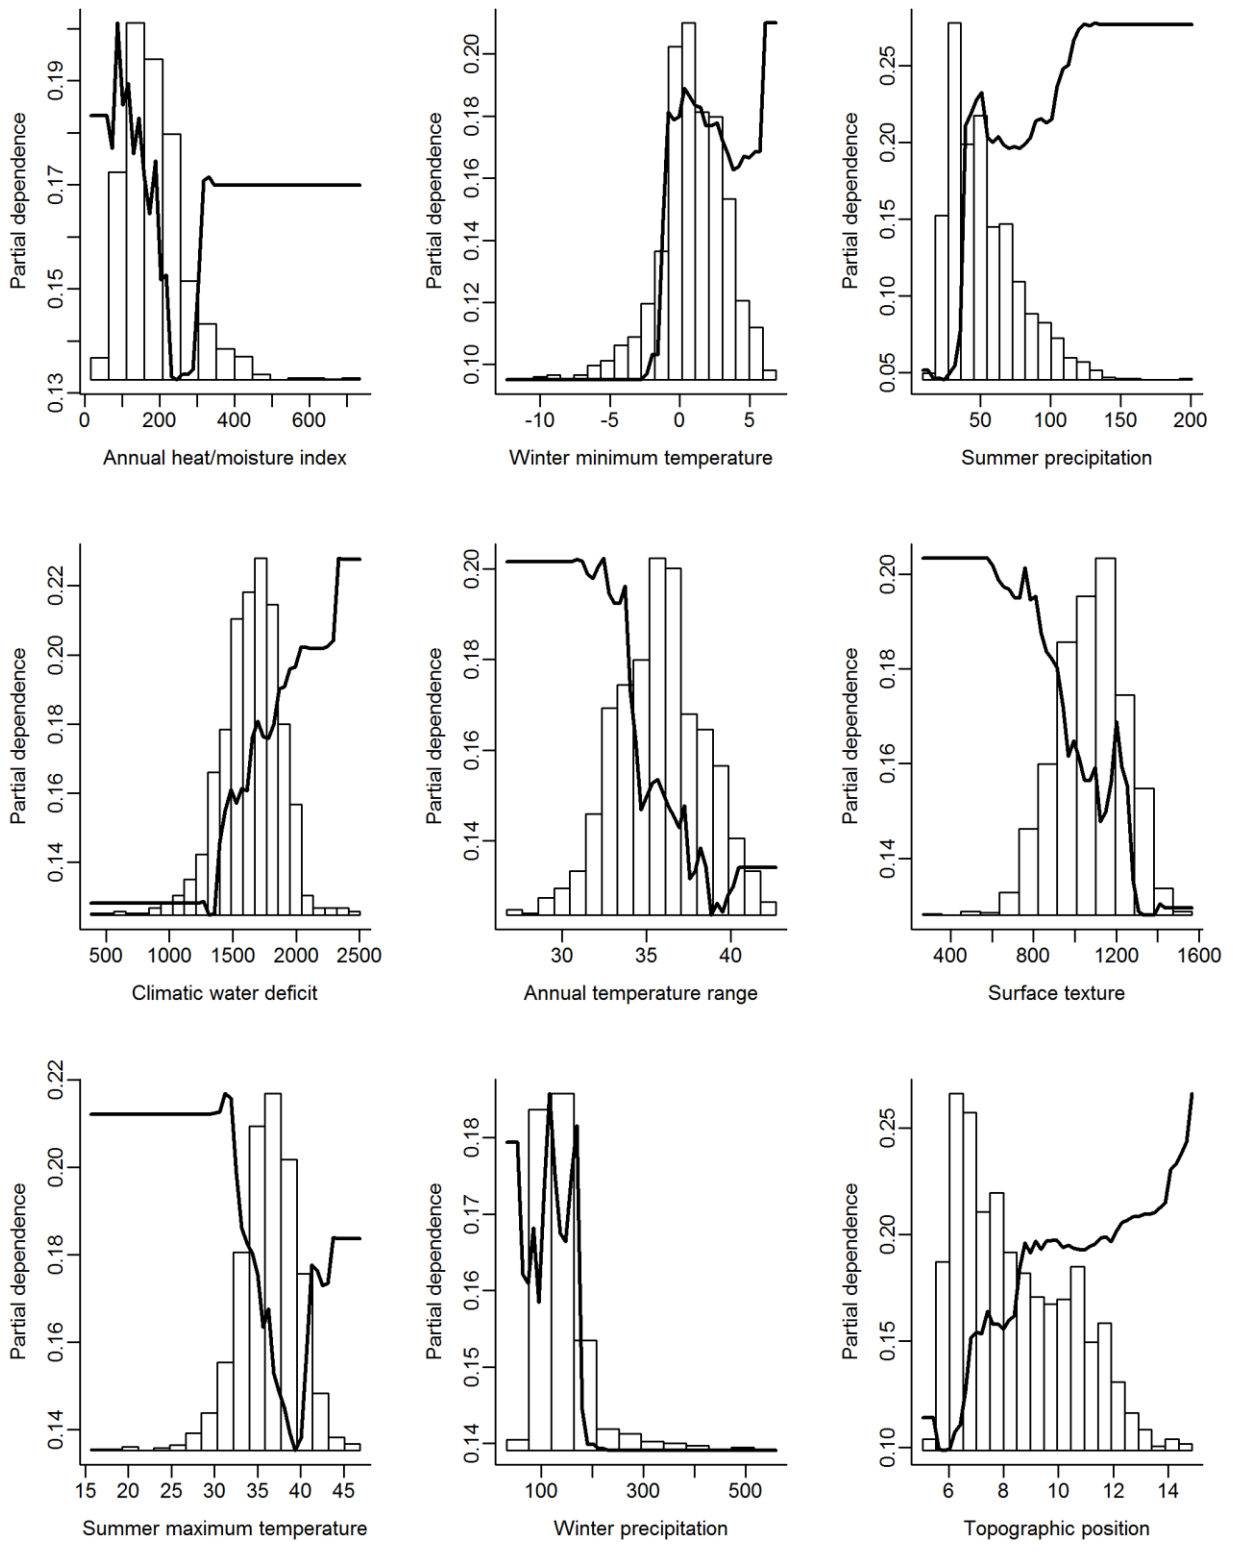 Partial dependence
0.13 0.15 0.17 0.19
0 200 400 600
Annual heat/moisture index
Partial dependence
0.10 0.12 0.14 0.16 0.18 0.20
-10 -5 0 5
Winter minimum temperature
Partial dependence
0.05 0.10 0.15 0.20 0.25
50 100 150 200
Summer precipitation
Partial dependence
0.14 0.16 0.18 0.20 0.22
500 1000 1500 2000 2500
Climatic water deficit
Partial dependence
0.14 0.16 0.18 0.20
30 35 40
Annual temperature range
Partial dependence
0.14 0.16 0.18 0.20
400 800 1200 1600
Surface texture
Partial dependence
0.14 0.16 0.18 0.20 0.22
15 20 25 30 35 40 45
Summer maximum temperature
Partial dependence
0.14 0.15 0.16 0.17 0.18
100 300 500
Winter precipitation
Partial dependence
0.10 0.15 0.20 0.25
6 8 10 12 14
Topographic position